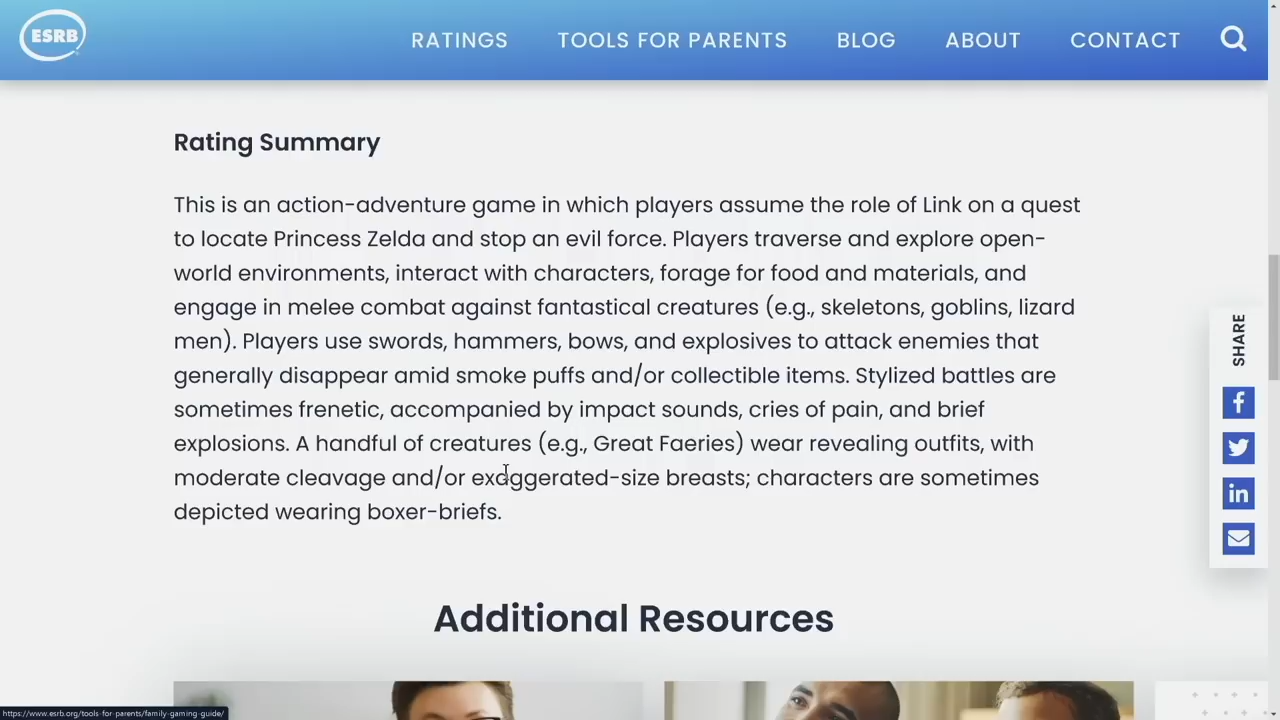 ESRB
RATINGS TOOLS FOR PARENTS BLOG ABOUT CONTACT
Rating Summary
This is an action-adventure game in which players assume the role of Link on a quest
to locate Princess Zelda and stop an evil force. Players traverse and explore open-
world environments, interact with characters, forage for food and materials, and
engage in melee combat against fantastical creatures (e.g., skeletons, goblins, lizard
men). Players use swords, hammers, bows, and explosives to attack enemies that
generally disappear amid smoke puffs and/or collectible items. Stylized battles are
sometimes frenetic, accompanied by impact sounds, cries of pain, and brief
explosions. A handful of creatures (e.g., Great Faeries) wear revealing outfits, with
moderate cleavage and/or exaggerated-size breasts; characters are sometimes
depicted wearing boxer-briefs.
SHARE
Additional Resources
https://www.esrb.org/tools-for-parents/family-gaming-guide/